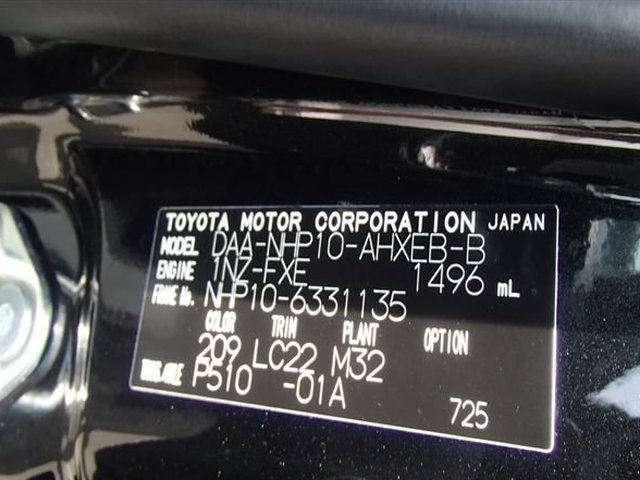 TOYOTA MOTOR CORPORATION JAPAN
MODEL DAA-NHP10-AHXEB-B
ENGINE 1NZ-FXE 1496 mL
FRAME No. NHP10-6331135
COLOR TRIM PLANT OPTION
209 LC22 M32
TRANS./AXLE P510 -01A
725